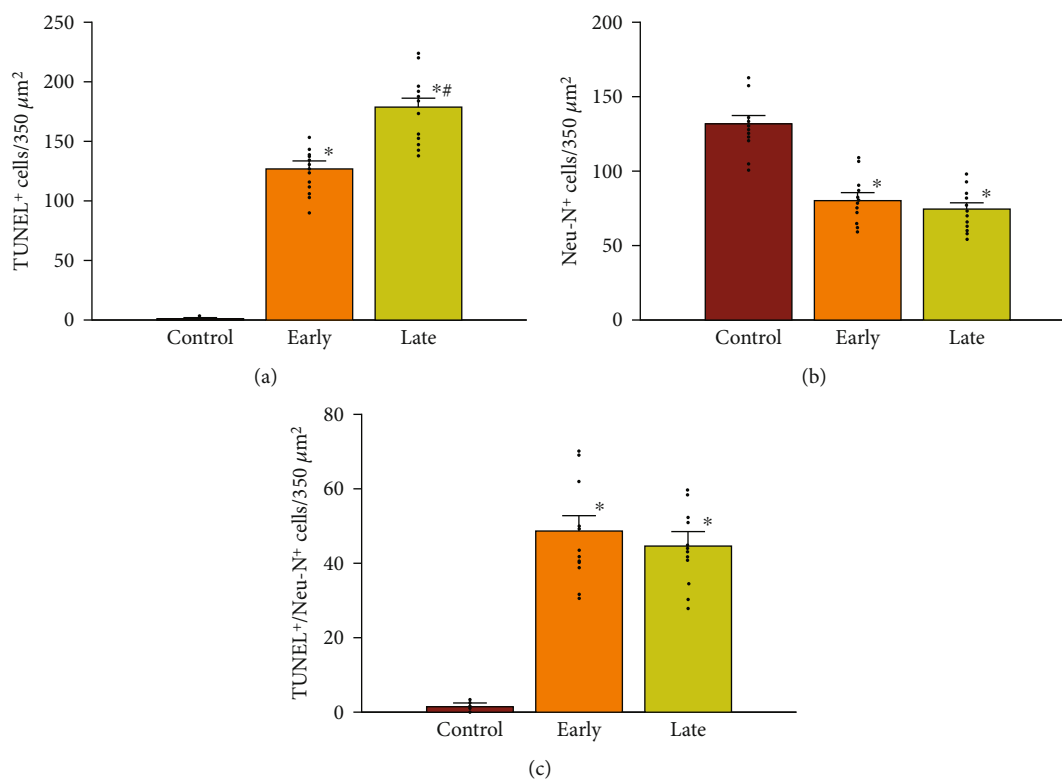 TUNEL⁺ cells/350 μm²
250
200
150
100
50
0
*
*#
Control Early Late
(a)
Neu-N⁺ cells/350 μm²
200
150
100
50
0
*
*
Control Early Late
(b)
TUNEL⁺/Neu-N⁺ cells/350 μm²
80
60
40
20
0
*
*
Control Early Late
(c)